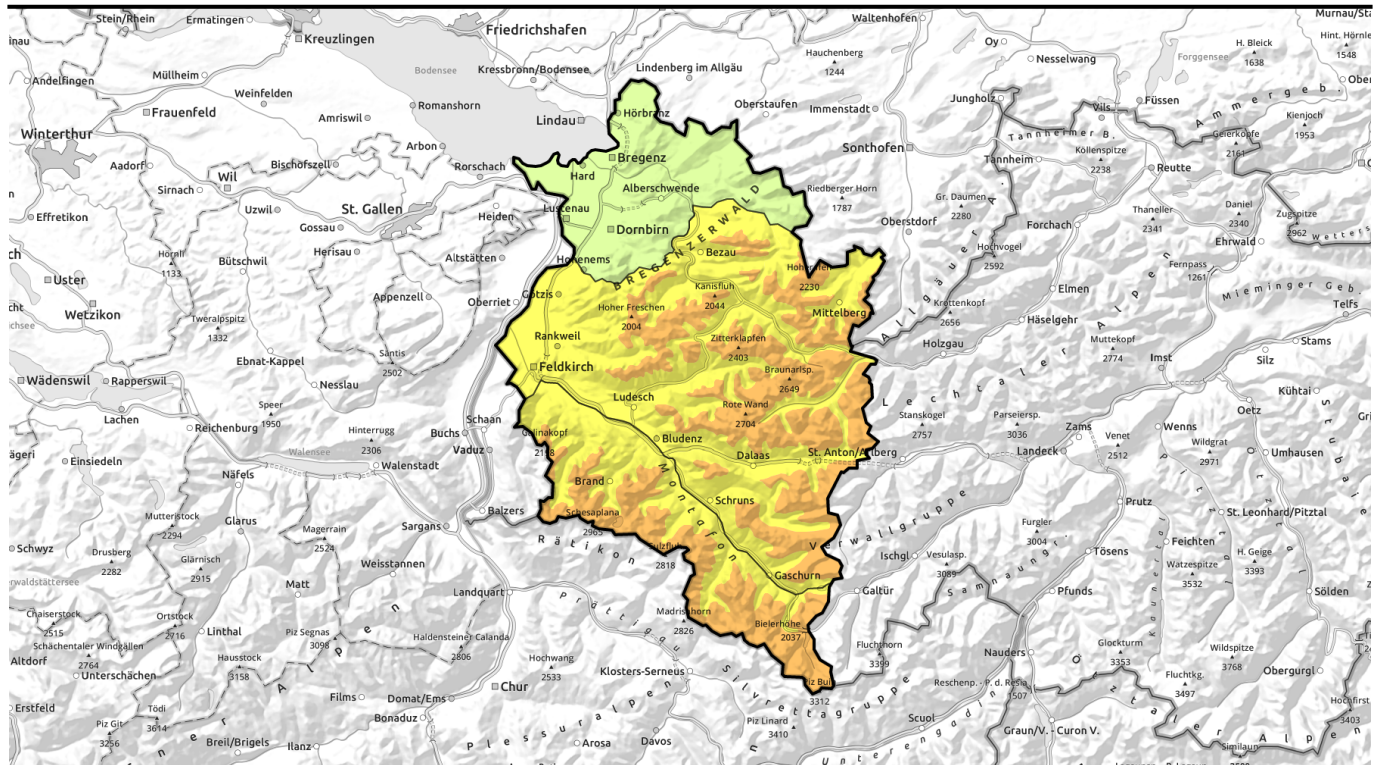 Stein/Rhein
Ermatingen
Kreuzlingen
Friedrichshafen
Waltenhofen
Murnau/Sta
Andelfingen
Müllheim
Weinfelden
Bodensee
Kressbronn/Bodensee
Lindenberg im Allgäu
Hauchenberg
1244
Oy
Nesselwang
Forggensee
H. Bleick
1638
Hint. Hörnle
1548
Frauenfeld
Romanshorn
Amriswil
Lindau
Hörbranz
Oberstaufen
Immenstadt
Jungholz
Vils
Füssen
Ammergeb.
Kienjoch
1953
Winterthur
Aadorf
Wil
Sirnach
Bischofszell
Arbon
Rorschach
Bregenz
Hard
Alberschwende
Sonthofen
Tannheimer B.
Tannheim
Köllenspitze
2238
Geierköpfe
2161
Reutte
Effretikon
Uzwil
Gossau
St. Gallen
Heiden
Lustenau
Dornbirn
BREGENZERWALD
Riedberger Horn
1787
Oberstdorf
Gr. Daumen
2280
Forchach
Thaneller
2341
Daniel
2340
Zugspitze
2962
Ehrwald
Hörnli
1133
Bütschwil
Herisau
Altstätten
Hohenems
Bezau
Hochvogel
2592
Fernpass
1261
Uster
Wetzikon
Tweralpspitz
1332
Appenzell
Oberriet
Götzis
Hoher Freschen
2004
Kanisfluh
2044
2230
Mittelberg
Krottenkopf
2656
Allgäuer A.
Elmen
Mieminger Geb.
Telfs
Häselgehr
Rankweil
Zitterklapfen
2403
Holzgau
Muttekopf
2774
Imst
Stams
Silz
Ebnat-Kappel
Säntis
2502
Feldkirch
Braunarlsp.
2649
Lechtaler Alpen
Wädenswil
Rapperswil
Nesslau
Lachen
Speer
1950
Ludesch
Rote Wand
2704
Stanskogel
2757
Parseiersp.
3036
Kühtai
Oetz
Reichenburg
Hinterrugg
2306
Buchs
Schaan
Vaduz
Bludenz
Dalaas
St. Anton/Arlberg
Landeck
Zams
Venet
2512
Wenns
Wildgrat
2971
Umhausen
Einsiedeln
Walensee
Walenstadt
Näfels
Brand
Montafon
Schruns
Prutz
Pitztal
Ötztal
Stubaie
Mutteristock
2294
Glarus
Magerrain
2524
Sargans
Balzers
Schesaplana
2965
Rätikon
2818
Verwallgruppe
Ischgl
Furgler
3004
St. Leonhard/Pitztal
Schwyz
Drusberg
2282
Glärnisch
2915
Weisstannen
Matt
Gaschurn
Vesulasp.
3089
Samnaungr.
Tösens
Feichten
Watzespitze
3532
H. Geige
3393
Kaunertal
Chaiserstock
2515
Ortstock
2716
Landquart
Prättigau
Madrisahorn
2826
Bielerhöhe
2037
Galtür
Pfunds
Sölden
Schächentaler Windgällen
2764
Linthal
Piz Segnas
3098
Haldensteiner Calanda
2806
Fluchthorn
3399
Nauders
Glockturm
3353
Wildspitze
3768
Altdorf
Unterschächen
Hausstock
3158
Hochwang
2533
Klosters-Serneus
Silvrettagruppe
Reschenp. - P. d. Resia
1507
Fluchtkg.
3497
Obergurgl
Chur
Films
Domat/Ems
Piz Buin
3312
Erstfeld
Tödi
3614
Piz Git
3256
Bonaduz
Plessuralpen
Piz Linard
3410
Scuol
Unterengadin
Graun/V. - Curon V.
Ötztaler Alpen
Hochfirst
3403
Breil/Brigels
Ilanz
Arosa
Davos
Similaun